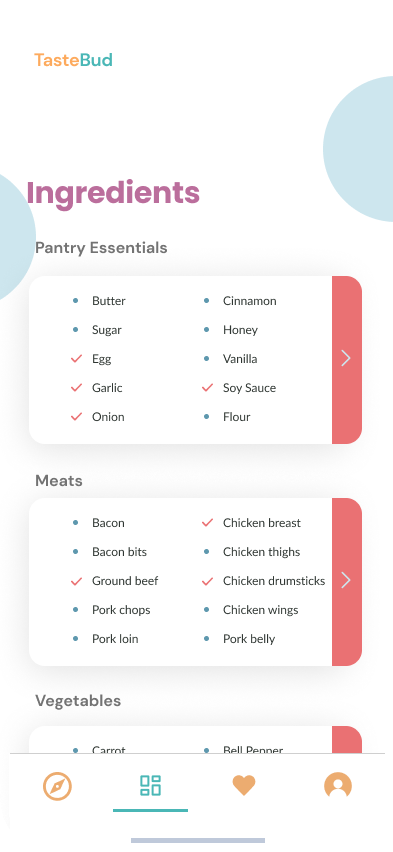 TasteBud
Ingredients
Pantry Essentials
Butter
Cinnamon
Sugar
Honey
Egg
Vanilla
Garlic
Soy Sauce
Onion
Flour
Meats
Bacon
Chicken breast
Bacon bits
Chicken thighs
Ground beef
Chicken drumsticks
Pork chops
Chicken wings
Pork loin
Pork belly
Vegetables
Carrot
Bell Pepper